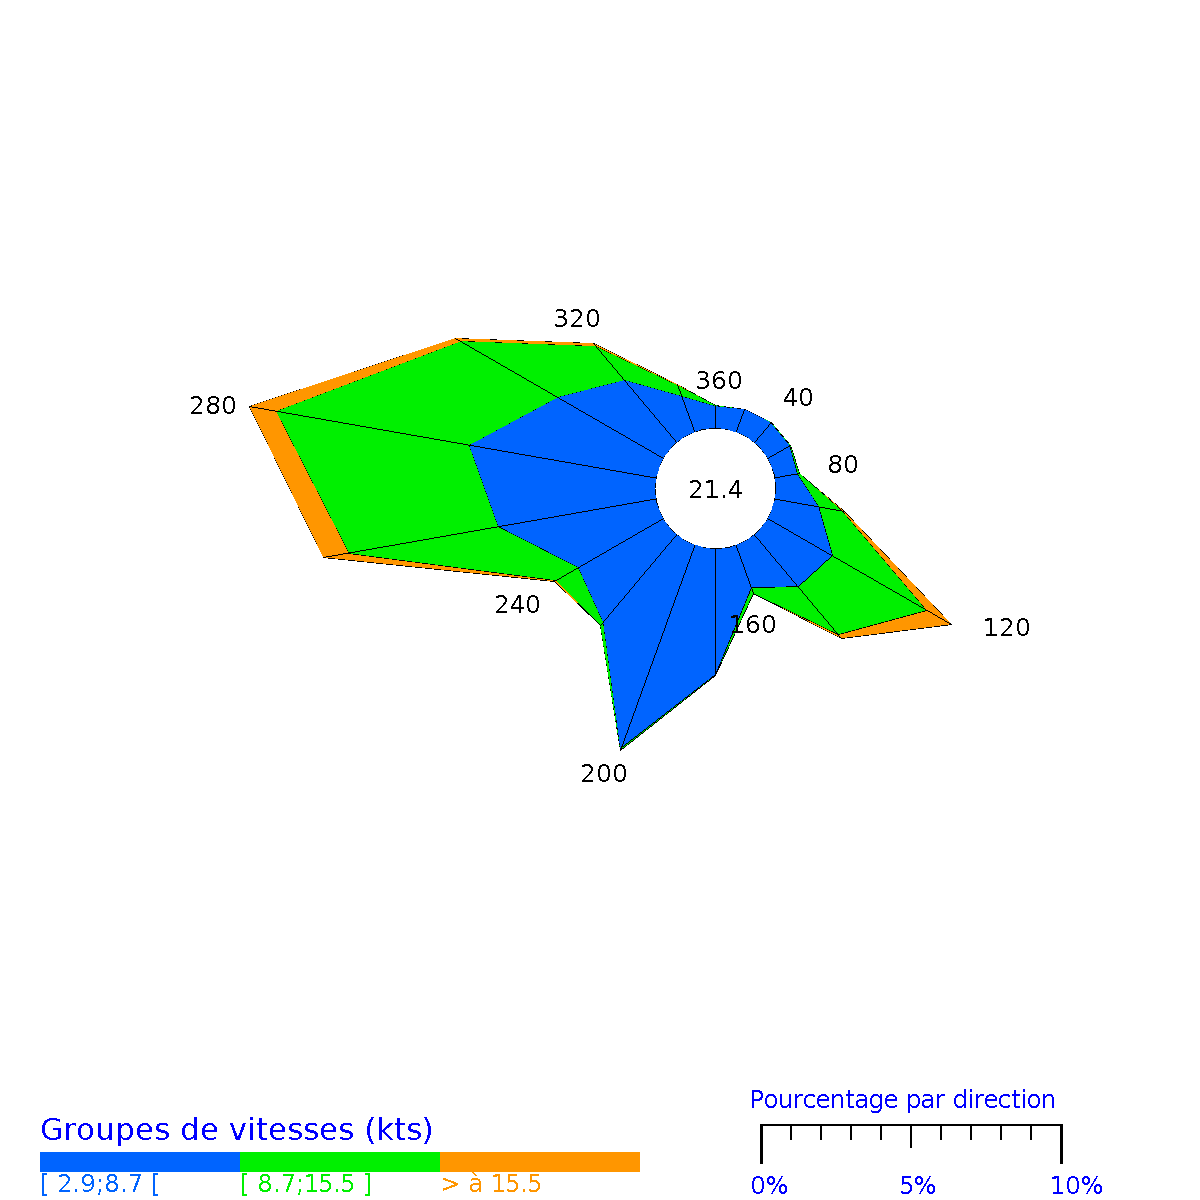 320
360
40
280
80
21.4
240
160
120
200
Pourcentage par direction
Groupes de vitesses (kts)
[ 2.9;8.7 [ [ 8.7;15.5 ] > à 15.5
0% 5% 10%